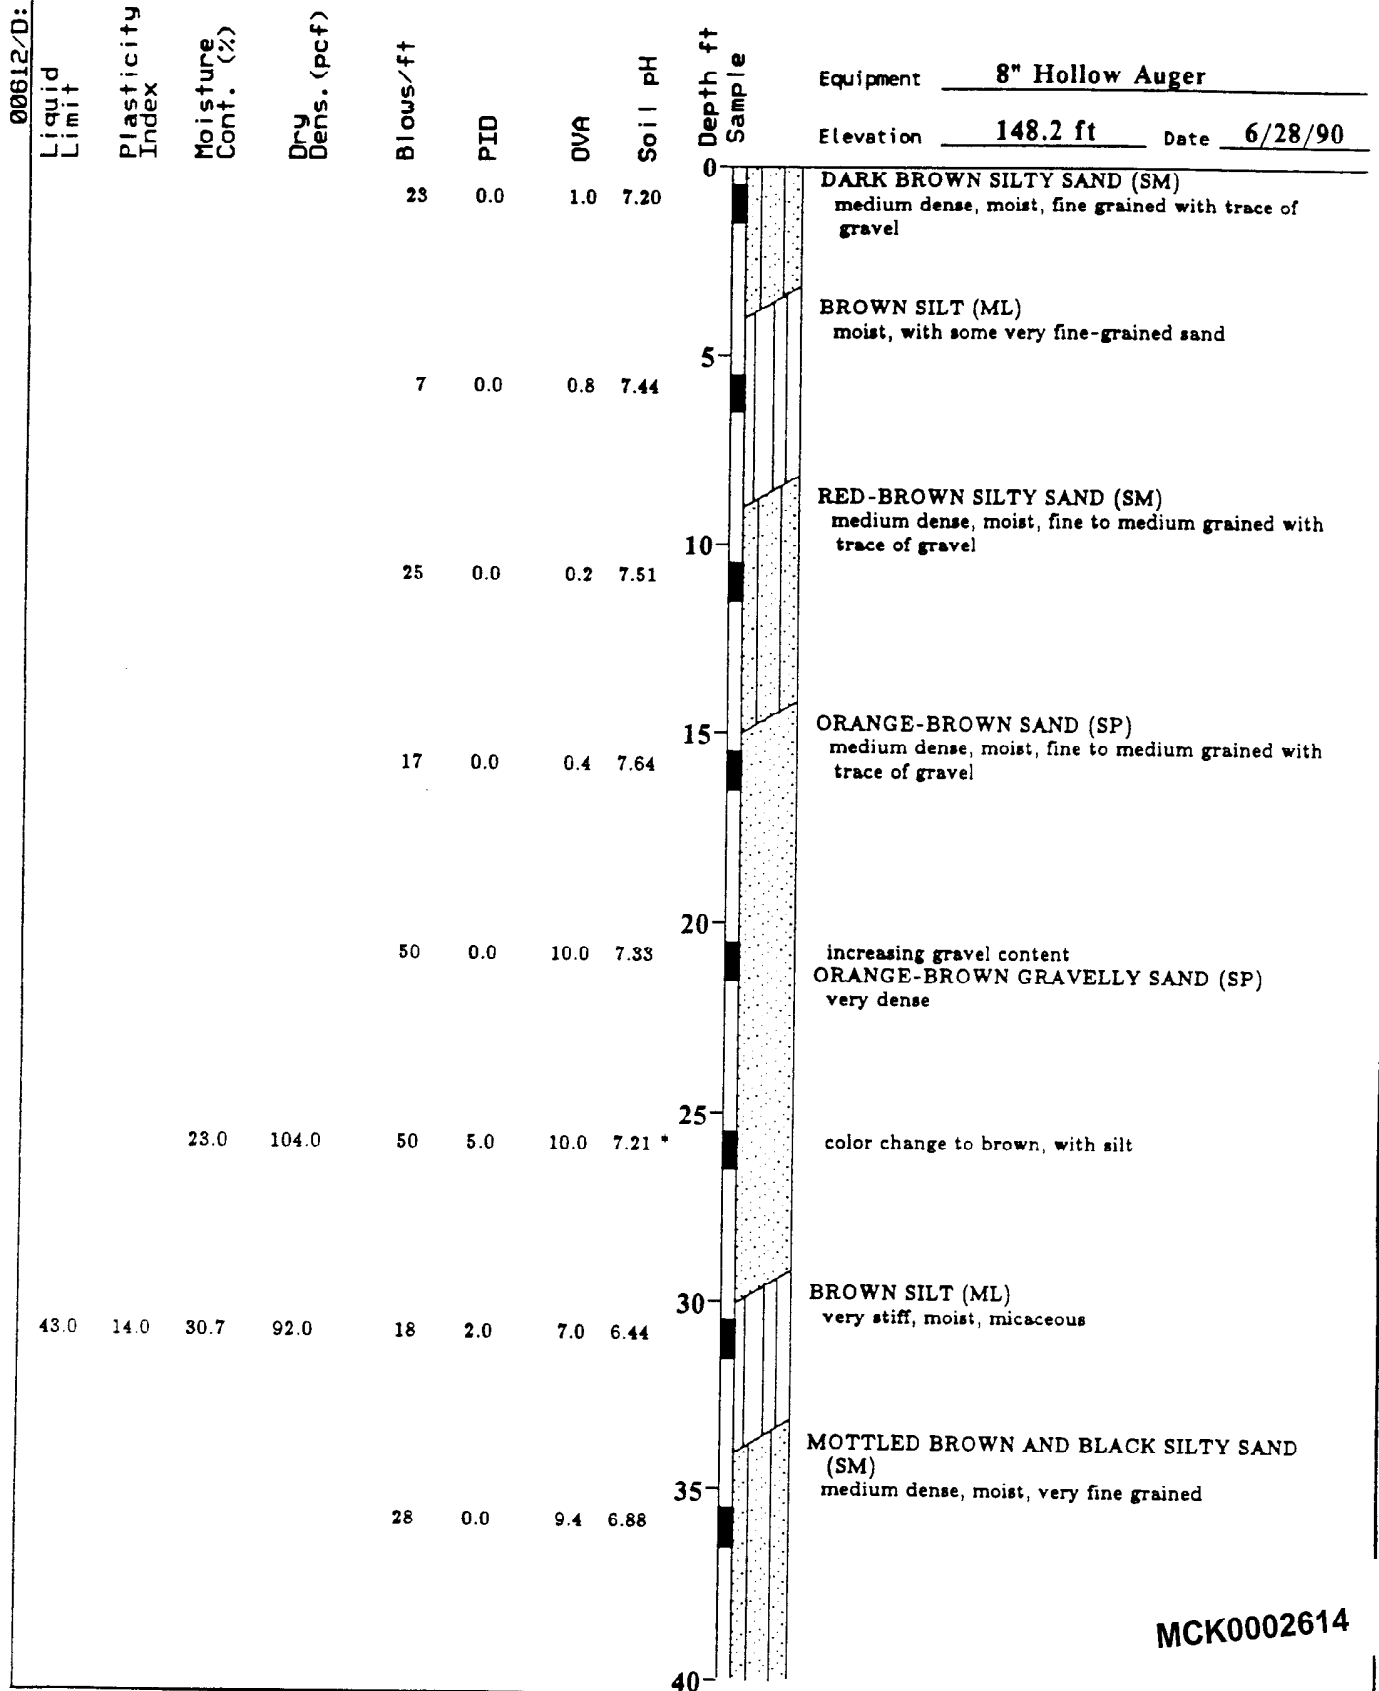 00612/D:
Liquid
Limit
Plasticity
Index
Moisture
Cont. (%)
Dry
Dens. (pcf)
Blows/ft
PID
OVA
Soil pH
Depth ft
Sample
Equipment 8" Hollow Auger
Elevation 148.2 ft Date 6/28/90
0
DARK BROWN SILTY SAND (SM)
23 0.0 1.0 7.20
medium dense, moist, fine grained with trace of
gravel
BROWN SILT (ML)
moist, with some very fine-grained sand
5
7 0.0 0.8 7.44
RED-BROWN SILTY SAND (SM)
medium dense, moist, fine to medium grained with
trace of gravel
10
25 0.0 0.2 7.51
ORANGE-BROWN SAND (SP)
15
medium dense, moist, fine to medium grained with
trace of gravel
17 0.0 0.4 7.64
20
50 0.0 10.0 7.33
increasing gravel content
ORANGE-BROWN GRAVELLY SAND (SP)
very dense
25
23.0 104.0 50 5.0 10.0 7.21 *
color change to brown, with silt
BROWN SILT (ML)
30
very stiff, moist, micaceous
43.0 14.0 30.7 92.0 18 2.0 7.0 6.44
MOTTLED BROWN AND BLACK SILTY SAND
(SM)
35
medium dense, moist, very fine grained
28 0.0 9.4 6.88
MCK0002614
40